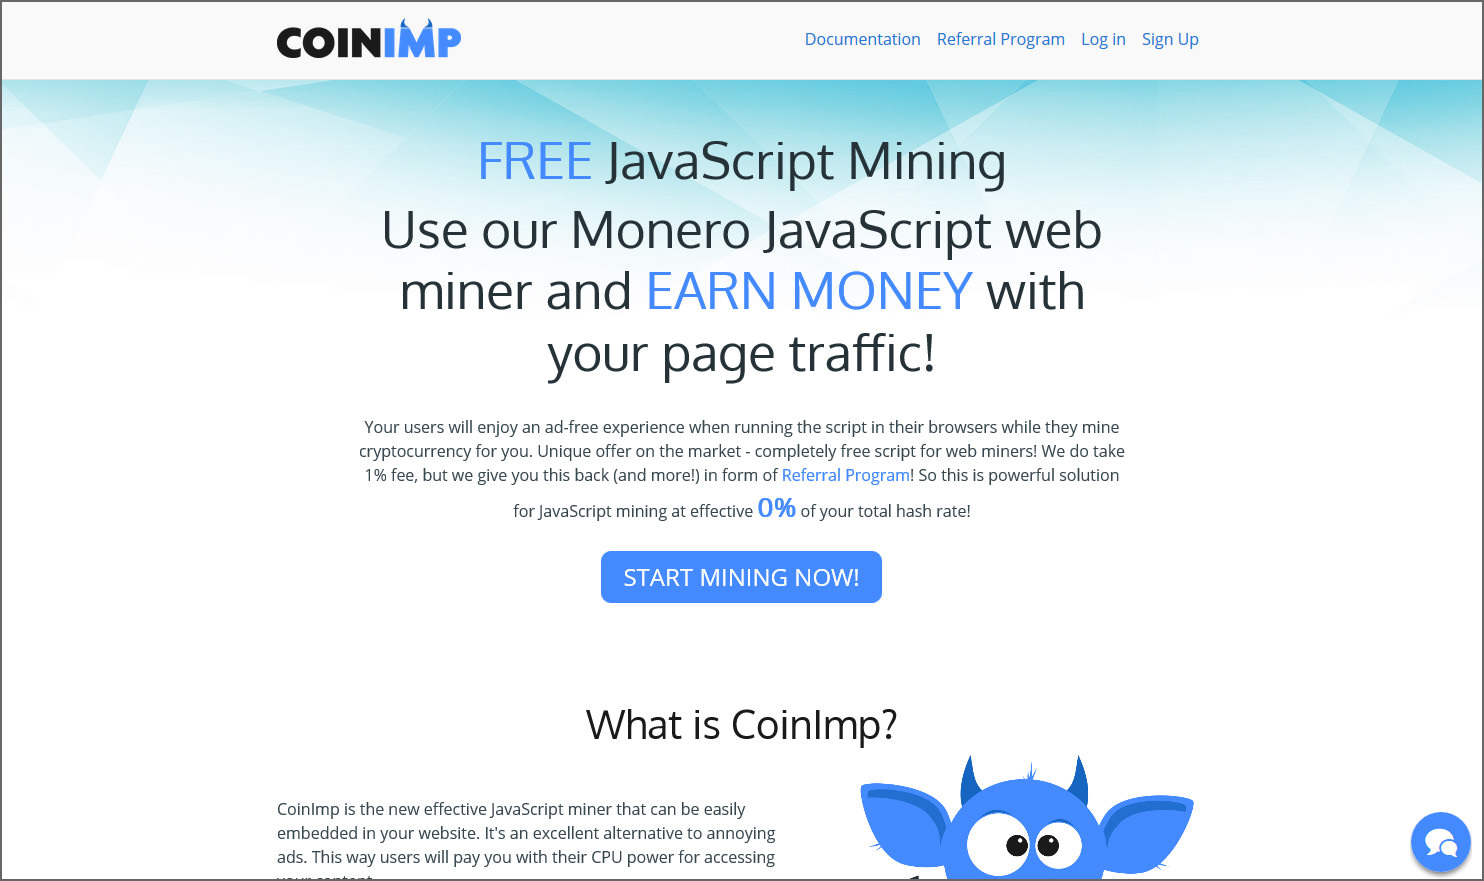 COINIMP
Documentation Referral Program Log in Sign Up
FREE JavaScript Mining
Use our Monero JavaScript web
miner and EARN MONEY with
your page traffic!
Your users will enjoy an ad-free experience when running the script in their browsers while they mine
cryptocurrency for you. Unique offer on the market - completely free script for web miners! We do take
1% fee, but we give you this back (and more!) in form of Referral Program! So this is powerful solution
for JavaScript mining at effective 0% of your total hash rate!
START MINING NOW!
What is CoinImp?
CoinImp is the new effective JavaScript miner that can be easily
embedded in your website. It's an excellent alternative to annoying
ads. This way users will pay you with their CPU power for accessing
your content.